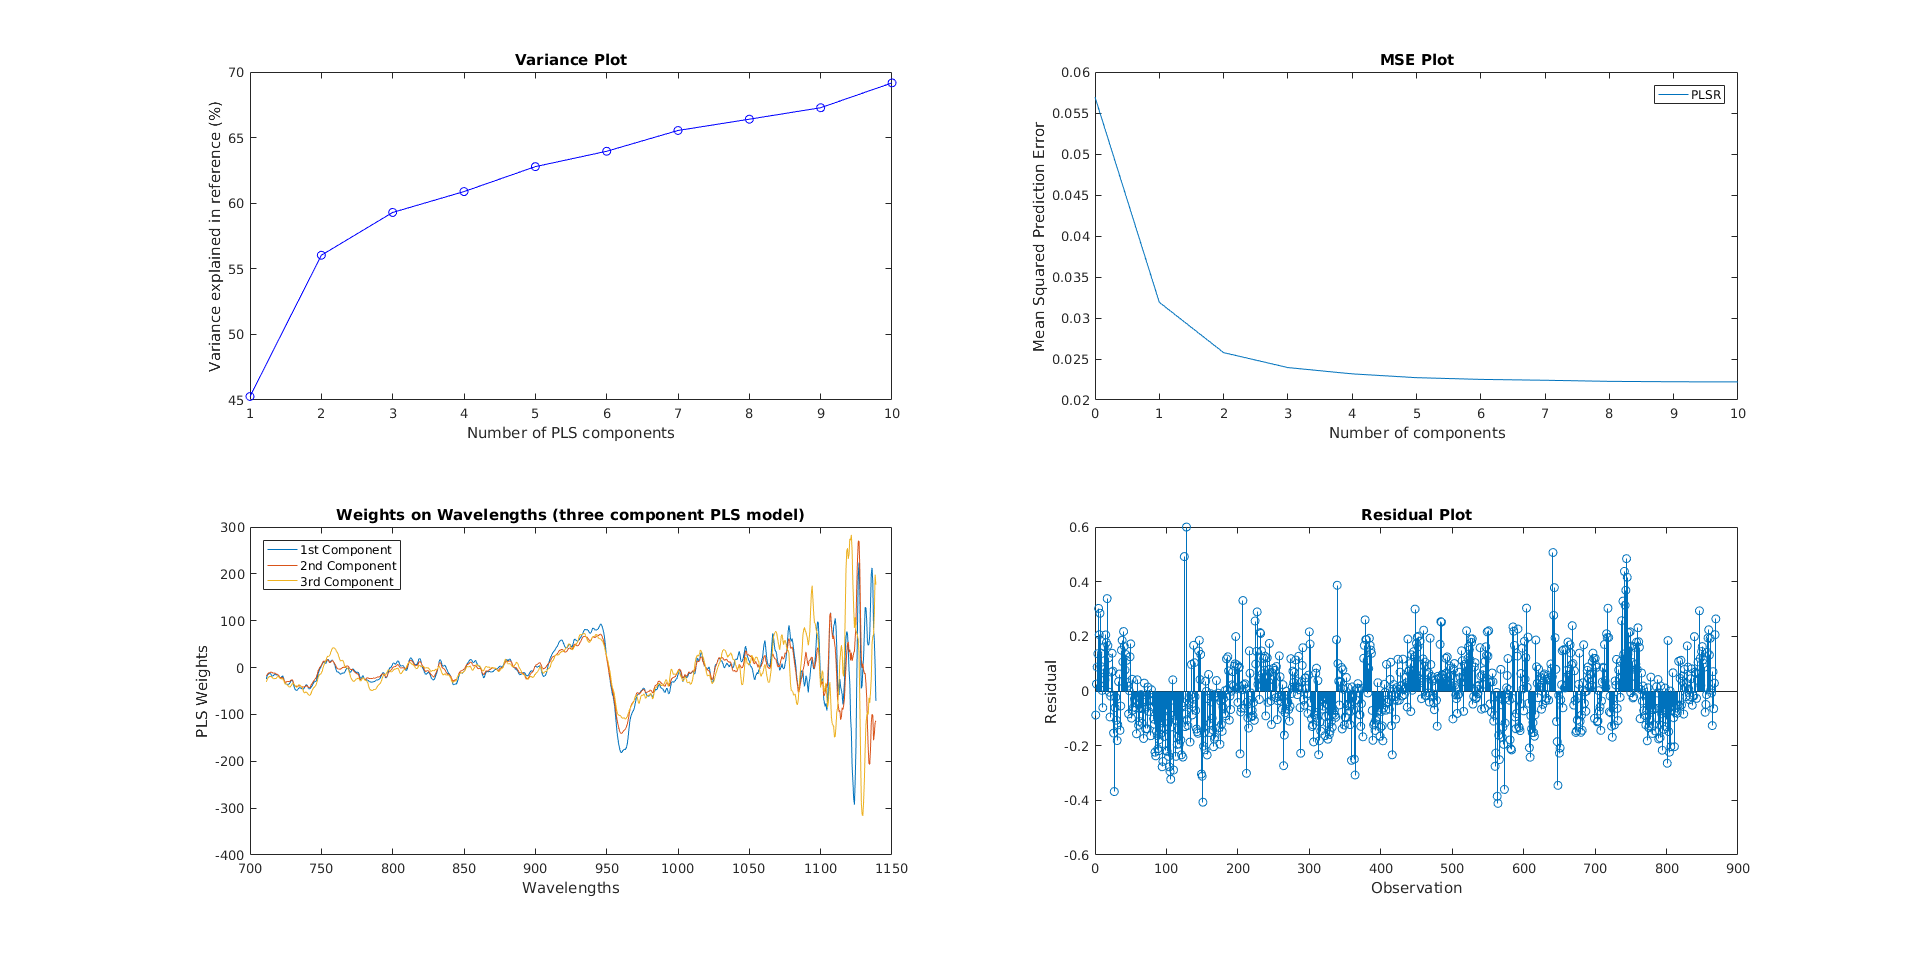 Variance Plot
Variance explained in reference (%)
70
65
60
55
50
45
1 2 3 4 5 6 7 8 9 10
Number of PLS components
MSE Plot
Mean Squared Prediction Error
0.06
0.055
0.05
0.045
0.04
0.035
0.03
0.025
0.02
PLSR
0 1 2 3 4 5 6 7 8 9 10
Number of components
Weights on Wavelengths (three component PLS model)
PLS Weights
300
200
100
0
-100
-200
-300
-400
1st Component
2nd Component
3rd Component
700 750 800 850 900 950 1000 1050 1100 1150
Wavelengths
Residual Plot
Residual
0.6
0.4
0.2
0
-0.2
-0.4
-0.6
0 100 200 300 400 500 600 700 800 900
Observation